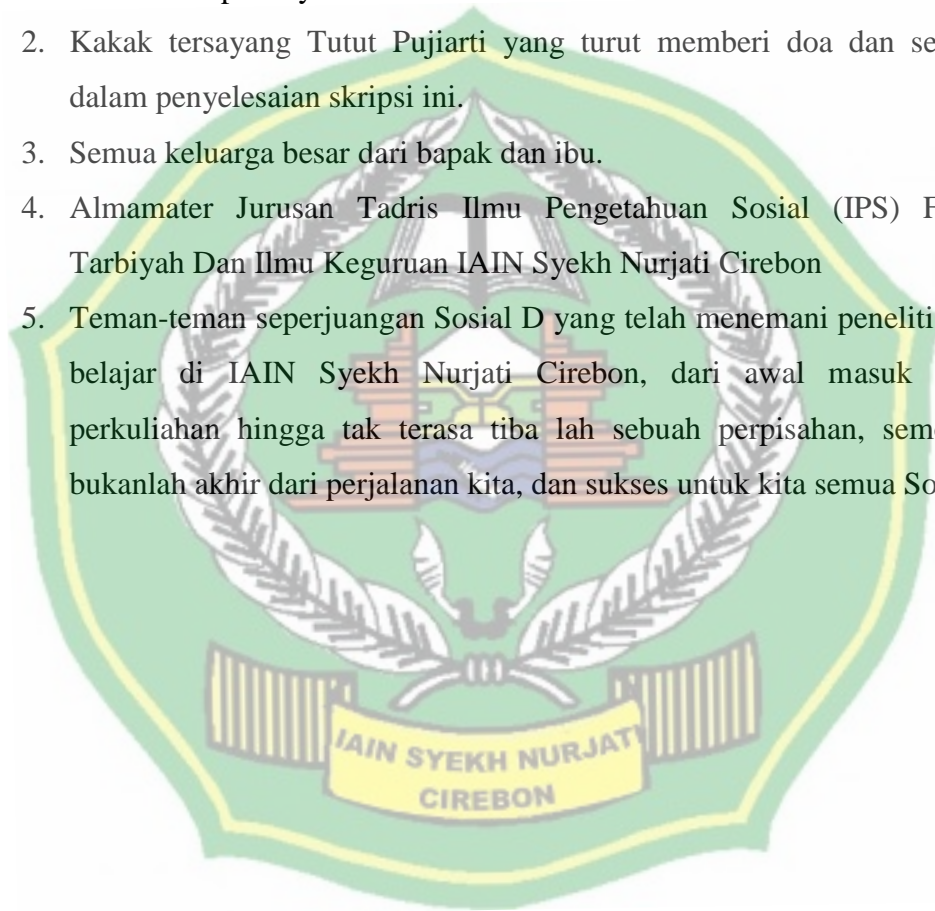 2. Kakak tersayang Tutut Pujiarti yang turut memberi doa dan se
dalam penyelesaian skripsi ini.
3. Semua keluarga besar dari bapak dan ibu.
4. Almamater Jurusan Tadris Ilmu Pengetahuan Sosial (IPS) F
Tarbiyah Dan Ilmu Keguruan IAIN Syekh Nurjati Cirebon
5. Teman-teman seperjuangan Sosial D yang telah menemani peneliti
belajar di IAIN Syekh Nurjati Cirebon, dari awal masuk
perkuliahan hingga tak terasa tiba lah sebuah perpisahan, sem
bukanlah akhir dari perjalanan kita, dan sukses untuk kita semua So
IAIN SYEKH NURJATI
CIREBON